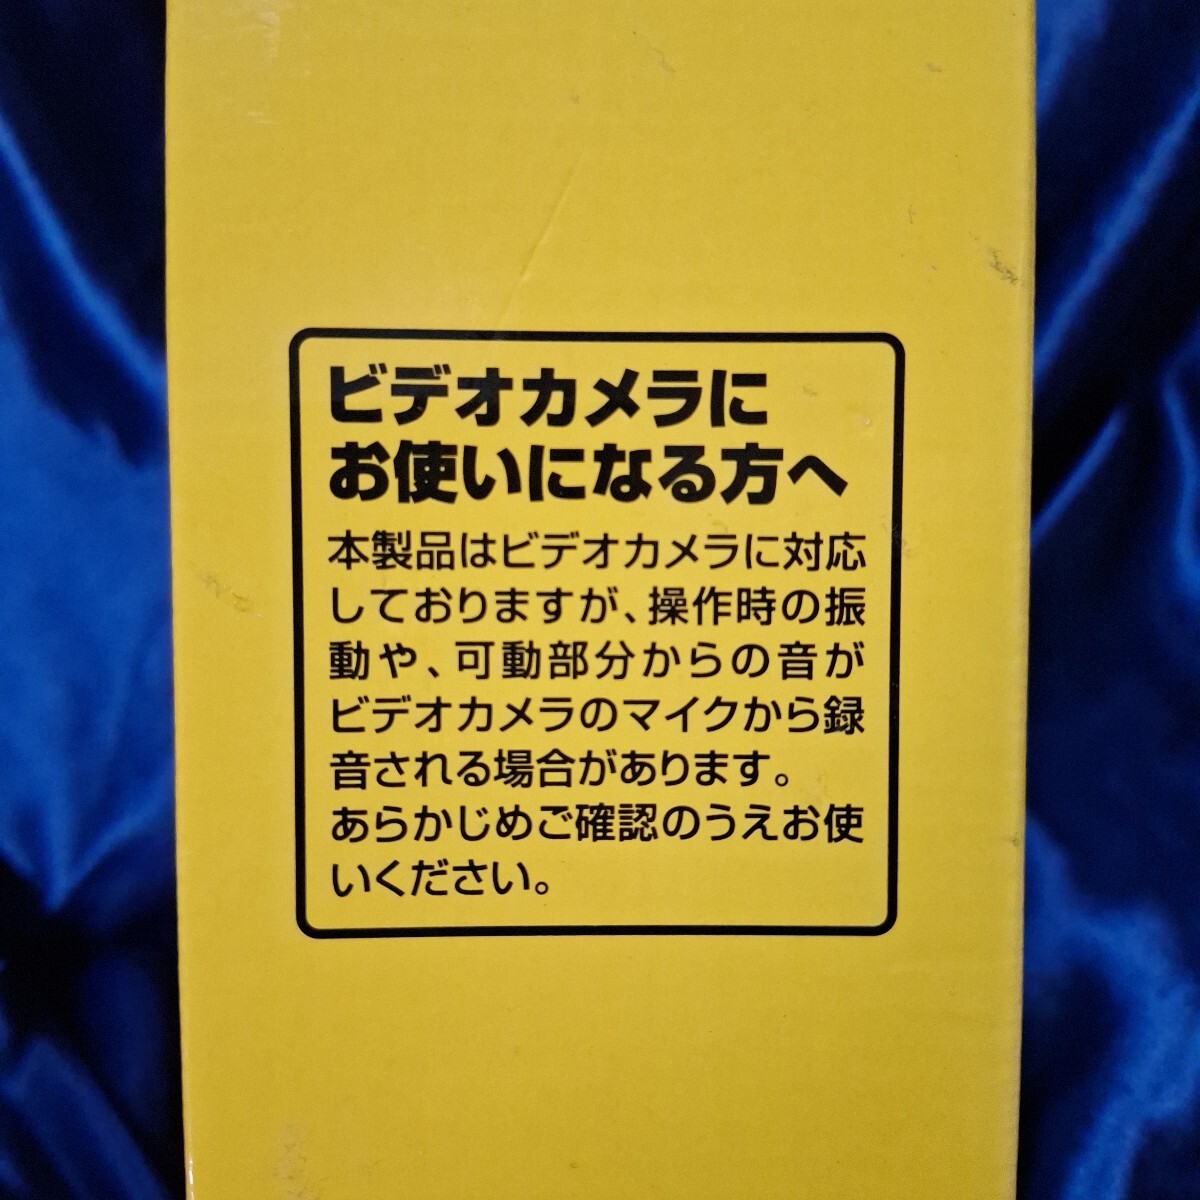 ビデオカメラに
お使いになる方へ
本製品はビデオカメラに対応
しておりますが、操作時の振
動や、可動部分からの音が
ビデオカメラのマイクから録
音される場合があります。
あらかじめご確認のうえお使
いください。